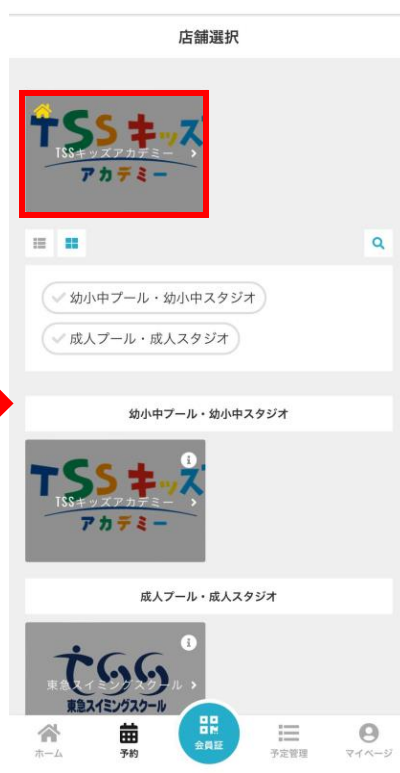 店舗選択
TSS キッズ
TSSキッズアカデミー
アカデミー
幼小中プール・幼小中スタジオ
成人プール・成人スタジオ
幼小中プール・幼小中スタジオ
TSS キッズ
TSSキッズアカデミー
アカデミー
成人プール・成人スタジオ
TSS
東急スイミングスクール
東急スイミングスクール
ホーム
予約
会員証
予定管理
マイページ